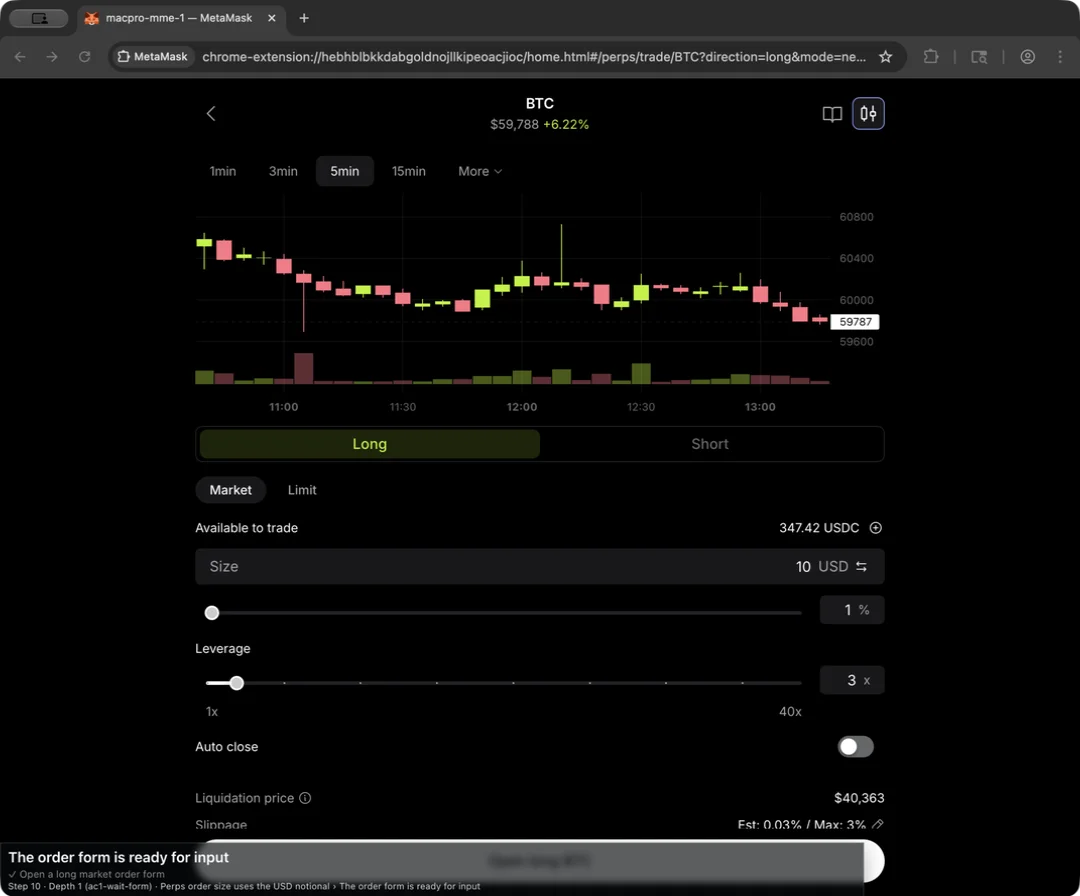 macpro-mme-1 — MetaMask
MetaMask
chrome-extension://hebhblbkkdabgoldnojllkipeoacjioc/home.html#/perps/trade/BTC?direction=long&mode=ne...
BTC
$59,788 +6.22%
1min 3min 5min 15min More
60800
60400
60000
59787
59600
11:00 11:30 12:00 12:30 13:00
Long Short
Market Limit
Available to trade 347.42 USDC
Size 10 USD
1 %
Leverage
3 x
1x 40x
Auto close
Liquidation price $40,363
Slippage Est: 0.03% / Max: 3%
The order form is ready for input
✓ Open a long market order form
Step 10 · Depth 1 (ac1-wait-form) · Perps order size uses the USD notional › The order form is ready for input